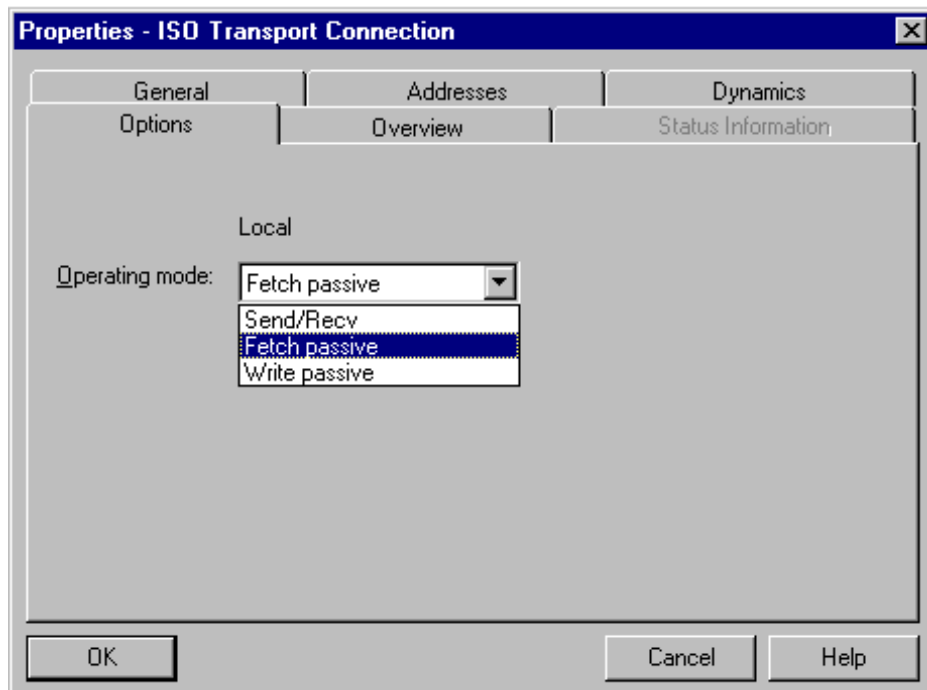 Properties - ISO Transport Connection
General Addresses Dynamics
Options Overview Status Information
Local
Operating mode: Fetch passive
Send/Recv
Fetch passive
Write passive
OK Cancel Help